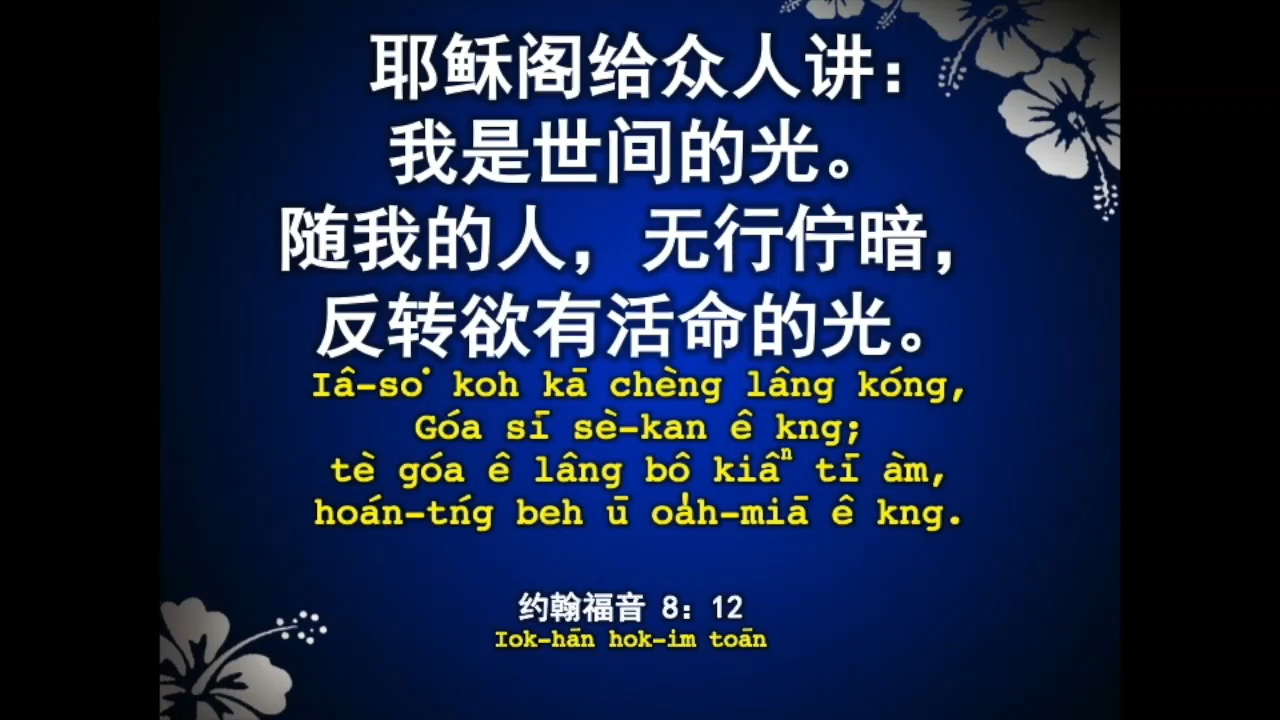 耶稣阁给众人讲：
我是世间的光。
随我的人，无行佇暗，
反转欲有活命的光。
Iâ-so͘ koh kā chèng lâng kóng,
Góa sī sè-kan ê kng;
tè góa ê lâng bô kiâⁿ tī àm,
hoán-tńg beh ū oa̍h-miā ê kng.
约翰福音 8：12
Iok-hān hok-im toān